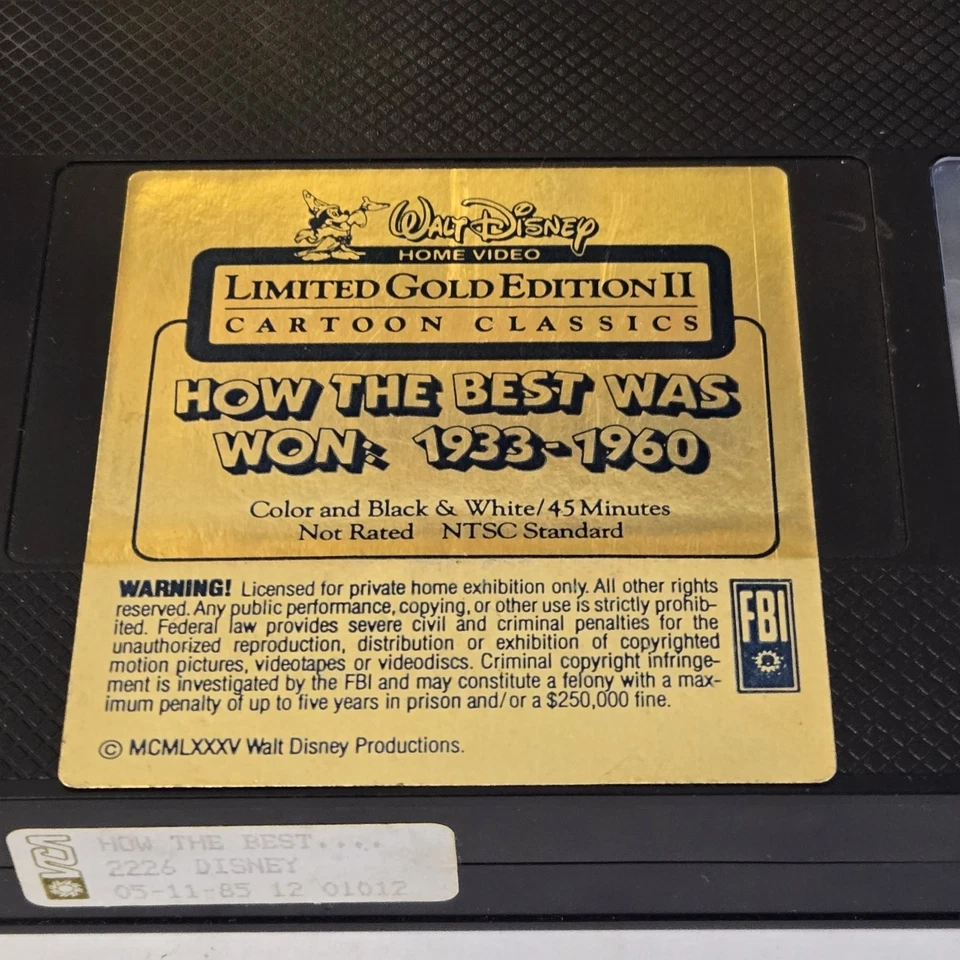 WALT DISNEY
HOME VIDEO
LIMITED GOLD EDITION II
CARTOON CLASSICS
HOW THE BEST WAS
WON: 1933-1960
Color and Black & White/45 Minutes
Not Rated NTSC Standard
WARNING! Licensed for private home exhibition only. All other rights
reserved. Any public performance, copying, or other use is strictly prohib-
ited. Federal law provides severe civil and criminal penalties for the
unauthorized reproduction, distribution or exhibition of copyrighted
motion pictures, videotapes or videodiscs. Criminal copyright infringe-
ment is investigated by the FBI and may constitute a felony with a max-
imum penalty of up to five years in prison and/or a $250,000 fine.
FBI
© MCMLXXXV Walt Disney Productions.
VCA
HOW THE BEST....
2226 DISNEY
05-11-85 12 01012